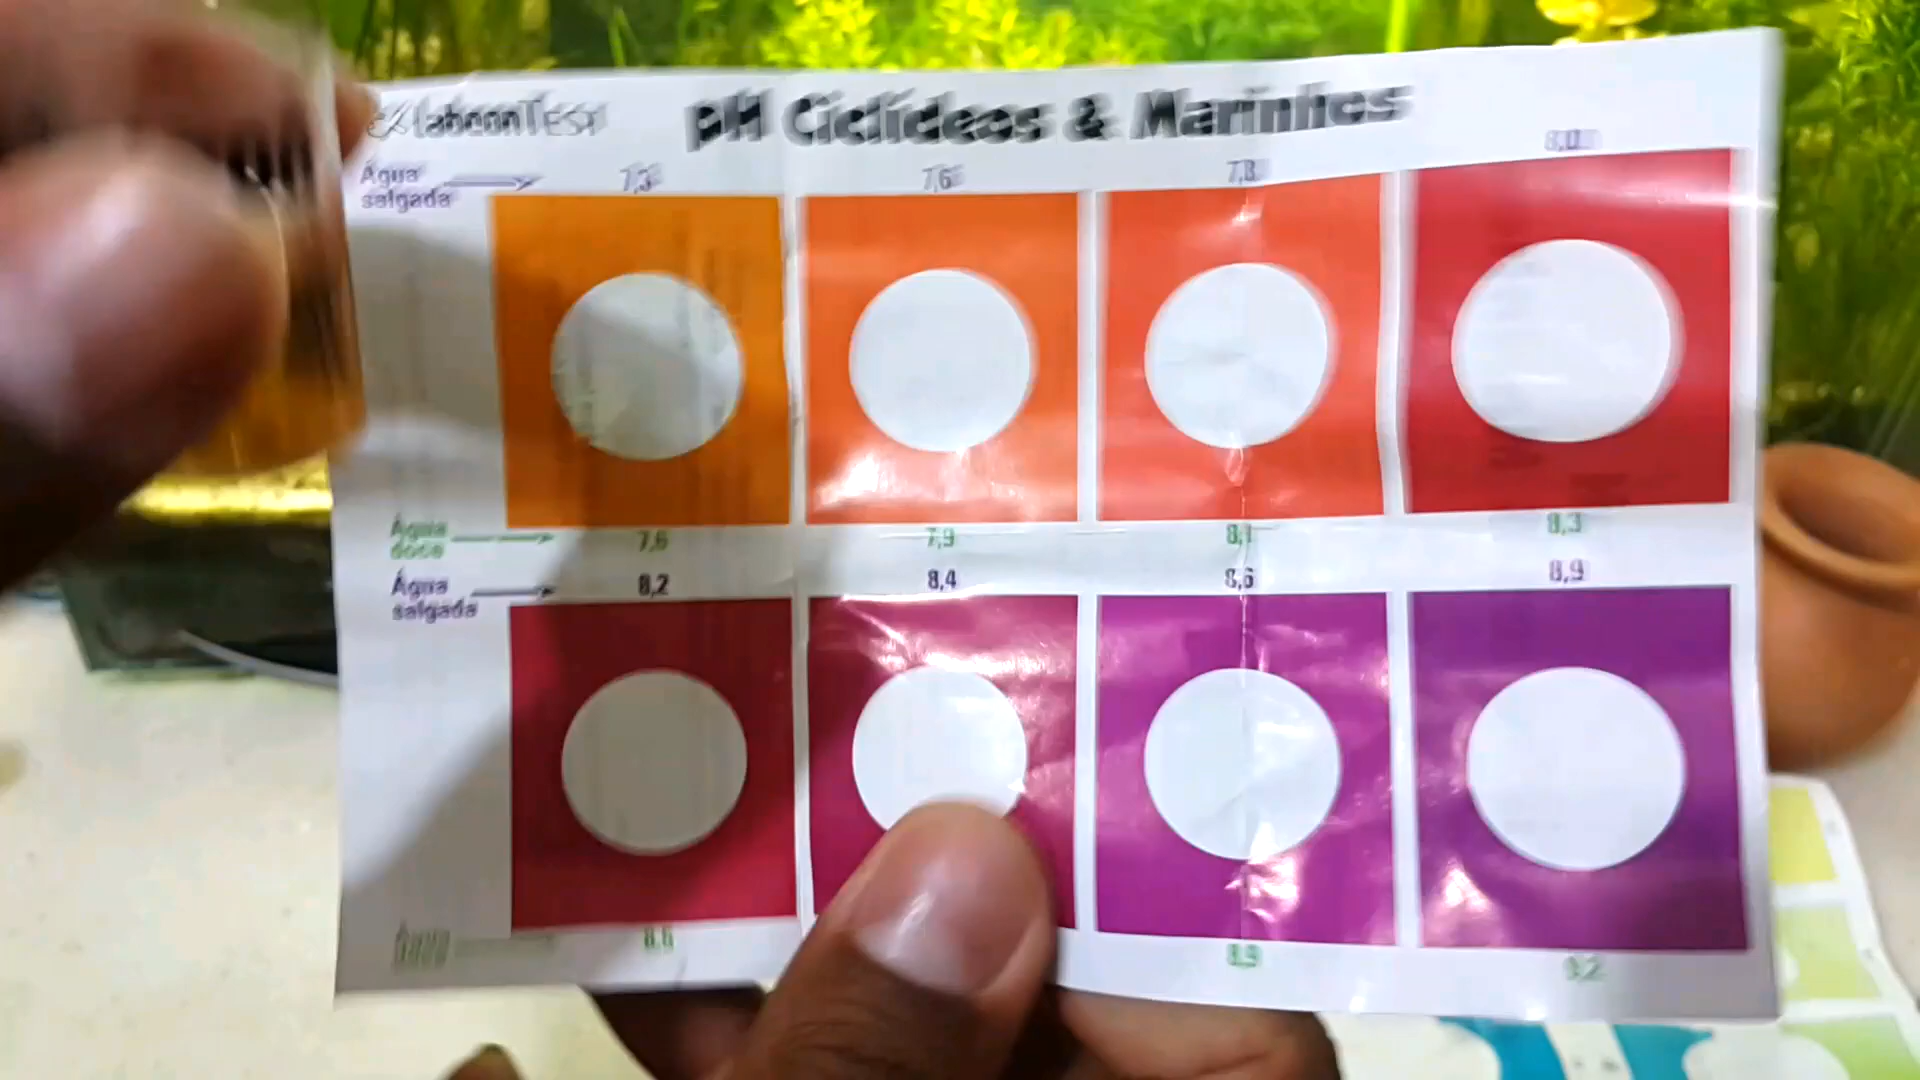 labconTEST pH Ciclídeos & Marinhos
Água salgada 7,3 7,6 7,8 8,0
Água doce 7,6 7,9 8,1 8,3
Água salgada 8,2 8,4 8,6 8,9
8,6 8,9 9,2